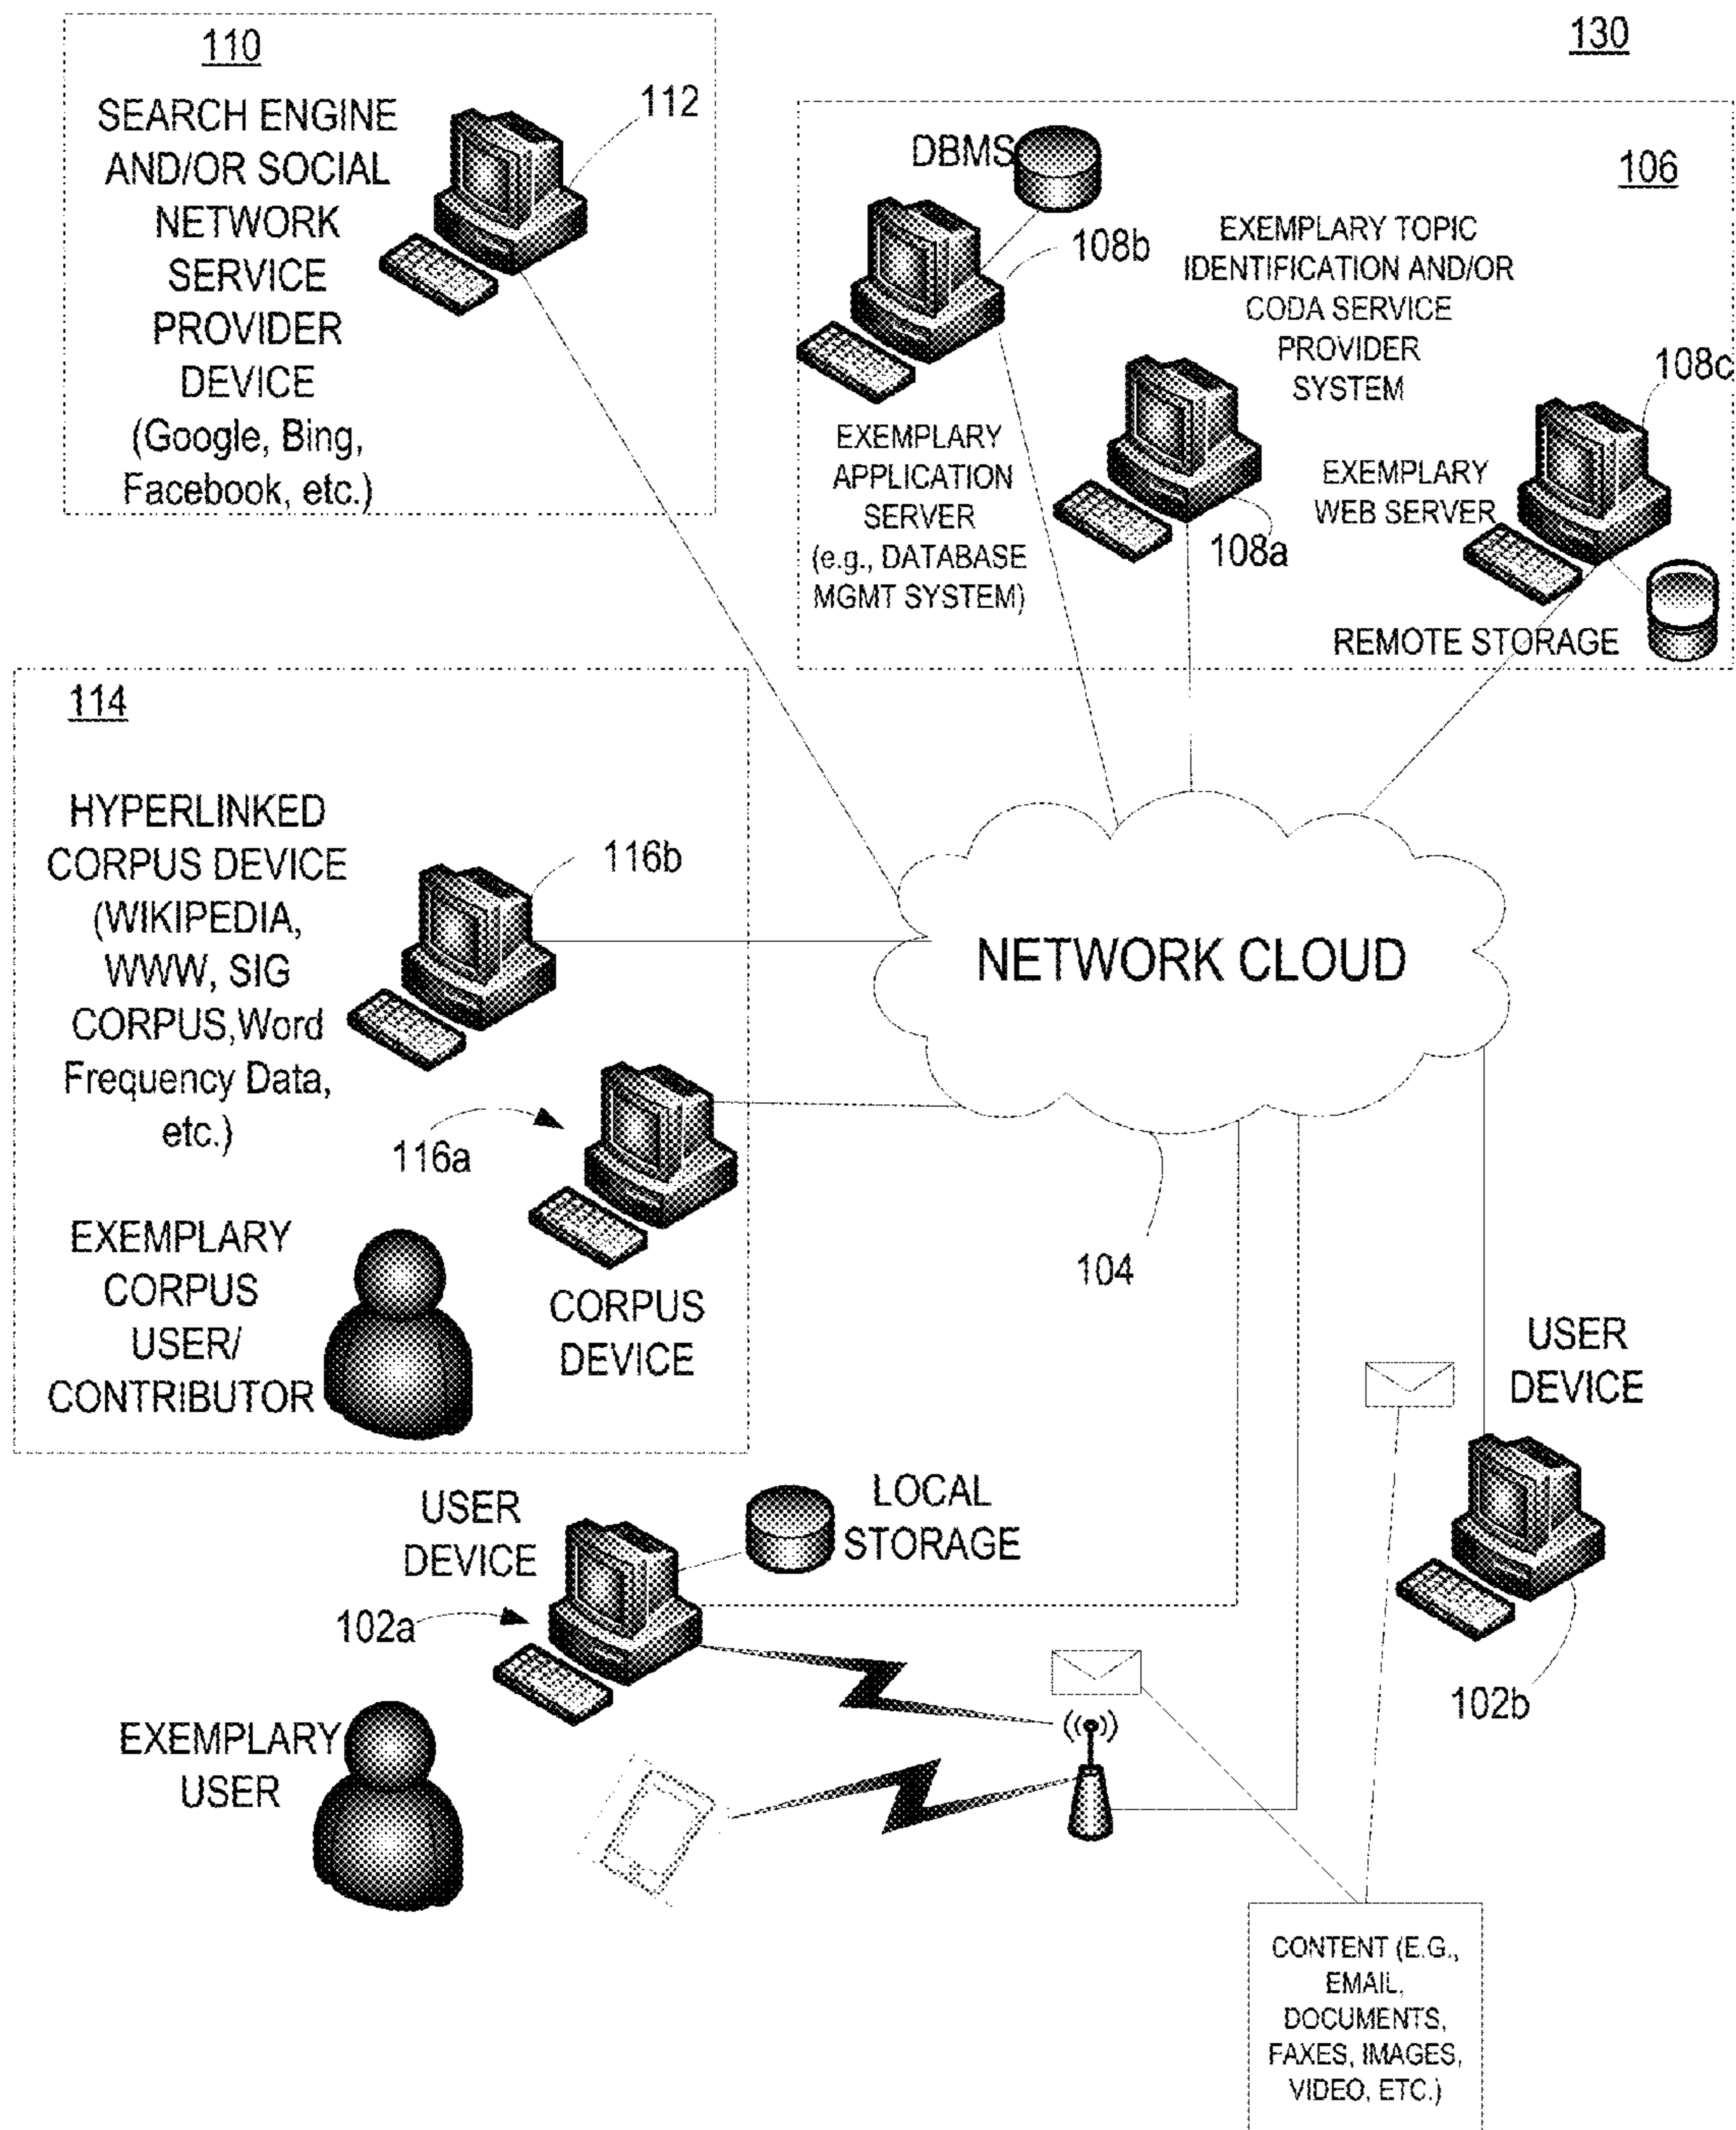 130
110
SEARCH ENGINE
AND/OR SOCIAL
NETWORK
SERVICE
PROVIDER
DEVICE
(Google, Bing,
Facebook, etc.)
112
106
DBMS
108b
EXEMPLARY TOPIC
IDENTIFICATION AND/OR
CODA SERVICE
PROVIDER
SYSTEM
108c
EXEMPLARY
APPLICATION
SERVER
(e.g., DATABASE
MGMT SYSTEM)
108a
EXEMPLARY
WEB SERVER
REMOTE STORAGE
114
HYPERLINKED
CORPUS DEVICE
(WIKIPEDIA,
WWW, SIG
CORPUS,Word
Frequency Data,
etc.)
116b
116a
NETWORK CLOUD
104
EXEMPLARY
CORPUS
USER/
CONTRIBUTOR
CORPUS
DEVICE
USER
DEVICE
102b
USER
DEVICE
102a
LOCAL
STORAGE
EXEMPLARY
USER
CONTENT (E.G.,
EMAIL,
DOCUMENTS,
FAXES, IMAGES,
VIDEO, ETC.)